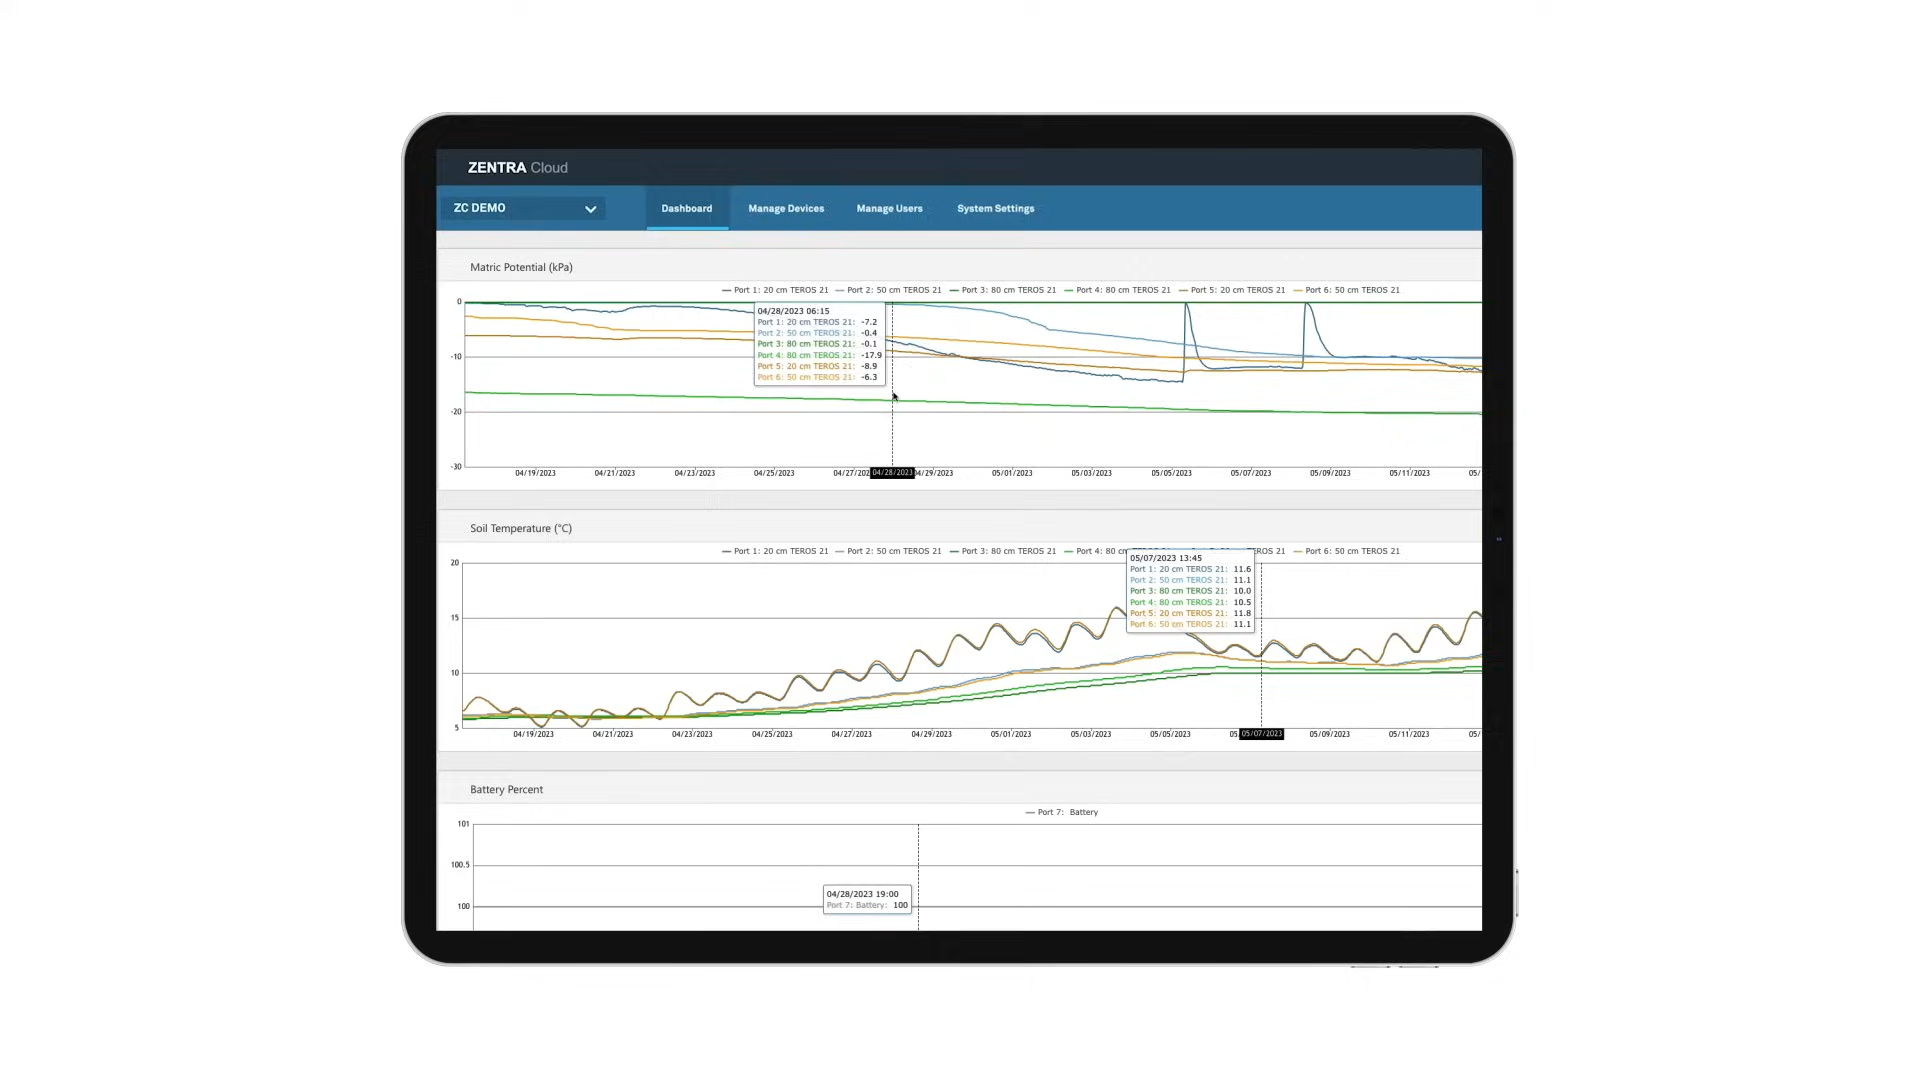 ZENTRA Cloud
ZC DEMO
Dashboard
Manage Devices
Manage Users
System Settings
Matric Potential (kPa)
Port 1: 20 cm TEROS 21
Port 2: 50 cm TEROS 21
Port 3: 80 cm TEROS 21
Port 4: 80 cm TEROS 21
Port 5: 20 cm TEROS 21
Port 6: 50 cm TEROS 21
0
-10
-20
-30
04/28/2023 06:15
Port 1: 20 cm TEROS 21: -7.2
Port 2: 50 cm TEROS 21: -0.4
Port 3: 80 cm TEROS 21: -0.1
Port 4: 80 cm TEROS 21: -17.9
Port 5: 20 cm TEROS 21: -8.9
Port 6: 50 cm TEROS 21: -6.3
04/19/2023
04/21/2023
04/23/2023
04/25/2023
04/27/202
04/28/2023
04/29/2023
05/01/2023
05/03/2023
05/05/2023
05/07/2023
05/09/2023
05/11/2023
05/
Soil Temperature (°C)
Port 1: 20 cm TEROS 21
Port 2: 50 cm TEROS 21
Port 3: 80 cm TEROS 21
Port 4: 80 cm
EROS 21
Port 6: 50 cm TEROS 21
20
15
10
5
05/07/2023 13:45
Port 1: 20 cm TEROS 21: 11.6
Port 2: 50 cm TEROS 21: 11.1
Port 3: 80 cm TEROS 21: 10.0
Port 4: 80 cm TEROS 21: 10.5
Port 5: 20 cm TEROS 21: 11.8
Port 6: 50 cm TEROS 21: 11.1
04/19/2023
04/21/2023
04/23/2023
04/25/2023
04/27/2023
04/29/2023
05/01/2023
05/03/2023
05/05/2023
05
05/07/2023
05/09/2023
05/11/2023
05/
Battery Percent
Port 7: Battery
101
100.5
100
04/28/2023 19:00
Port 7: Battery: 100